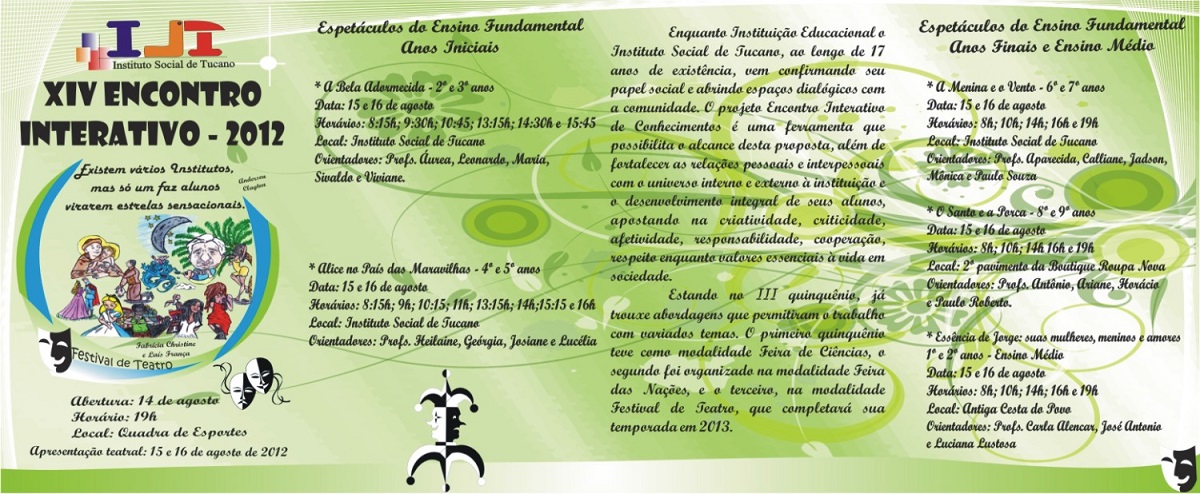 IJI
Instituto Social de Tucano
XIV ENCONTRO
INTERATIVO - 2012
Existem vários Institutos,
mas só um faz alunos
virarem estrelas sensacionais.
Anderson
Clayton
Fabrícia Christine
e Laís França
Festival de Teatro
Abertura: 14 de agosto
Horário: 19h
Local: Quadra de Esportes
Apresentação teatral: 15 e 16 de agosto de 2012
Espetáculos do Ensino Fundamental
Anos Iniciais
* A Bela Adormecida - 2º e 3º anos
Data: 15 e 16 de agosto
Horários: 8:15h; 9:30h; 10:45; 13:15h; 14:30h e 15:45
Local: Instituto Social de Tucano
Orientadores: Profs. Áurea, Leonardo, Maria,
Sivaldo e Viviane.
* Alice no País das Maravilhas - 4º e 5º anos
Data: 15 e 16 de agosto
Horários: 8:15h; 9h; 10:15; 11h; 13:15h; 14h;15:15 e 16h
Local: Instituto Social de Tucano
Orientadores: Profs. Heilaine, Geórgia, Josiane e Lucélia
Enquanto Instituição Educacional o
Instituto Social de Tucano, ao longo de 17
anos de existência, vem confirmando seu
papel social e abrindo espaços dialógicos com
a comunidade. O projeto Encontro Interativo
de Conhecimentos é uma ferramenta que
possibilita o alcance desta proposta, além de
fortalecer as relações pessoais e interpessoais
com o universo interno e externo à instituição e
o desenvolvimento integral de seus alunos,
apostando na criatividade, criticidade,
afetividade, responsabilidade, cooperação,
respeito enquanto valores essenciais à vida em
sociedade.
Estando no III quinquênio, já
trouxe abordagens que permitiram o trabalho
com variados temas. O primeiro quinquênio
teve como modalidade Feira de Ciências, o
segundo foi organizado na modalidade Feira
das Nações, e o terceiro, na modalidade
Festival de Teatro, que completará sua
temporada em 2013.
Espetáculos do Ensino Fundamental
Anos Finais e Ensino Médio
* A Menina e o Vento - 6º e 7º anos
Data: 15 e 16 de agosto
Horários: 8h; 10h; 14h; 16h e 19h
Local: Instituto Social de Tucano
Orientadores: Profs. Aparecida, Calliane, Jadson,
Mônica e Paulo Souza
* O Santo e a Porca - 8º e 9º anos
Data: 15 e 16 de agosto
Horários: 8h; 10h; 14h 16h e 19h
Local: 2º pavimento da Boutique Roupa Nova
Orientadores: Profs. Antônio, Ariane, Horácio
e Paulo Roberto.
* Essência de Jorge: suas mulheres, meninos e amores
1º e 2º anos - Ensino Médio
Data: 15 e 16 de agosto
Horários: 8h; 10h; 14h; 16h e 19h
Local: Antiga Cesta do Povo
Orientadores: Profs. Carla Alencar, José Antonio
e Luciana Lustosa